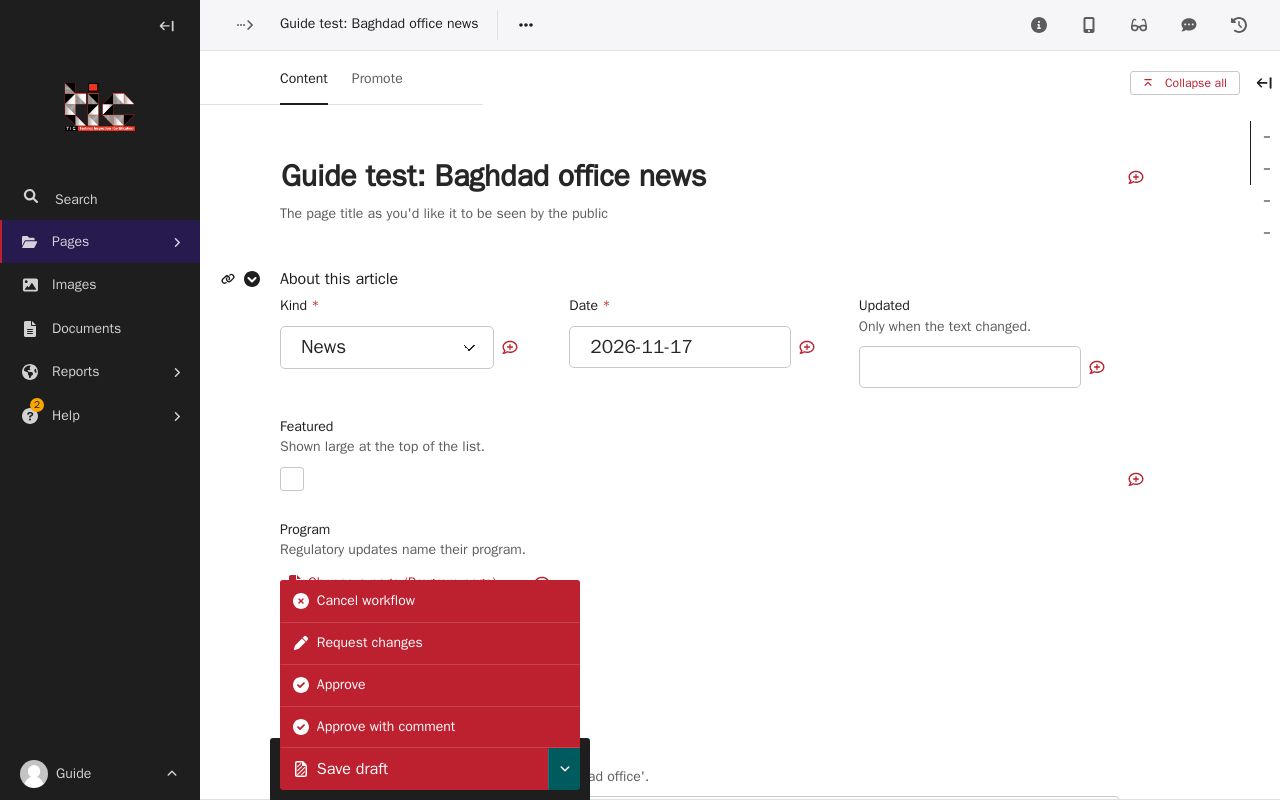 Guide test: Baghdad office news
Content
Promote
Collapse all
TIC
Search
Pages
Images
Documents
Reports
2
Help
Guide test: Baghdad office news
The page title as you'd like it to be seen by the public
About this article
Kind *
Date *
Updated
Only when the text changed.
News
2026-11-17
Featured
Shown large at the top of the list.
Program
Regulatory updates name their program.
Cancel workflow
Request changes
Approve
Approve with comment
Save draft
ad office'.
Guide